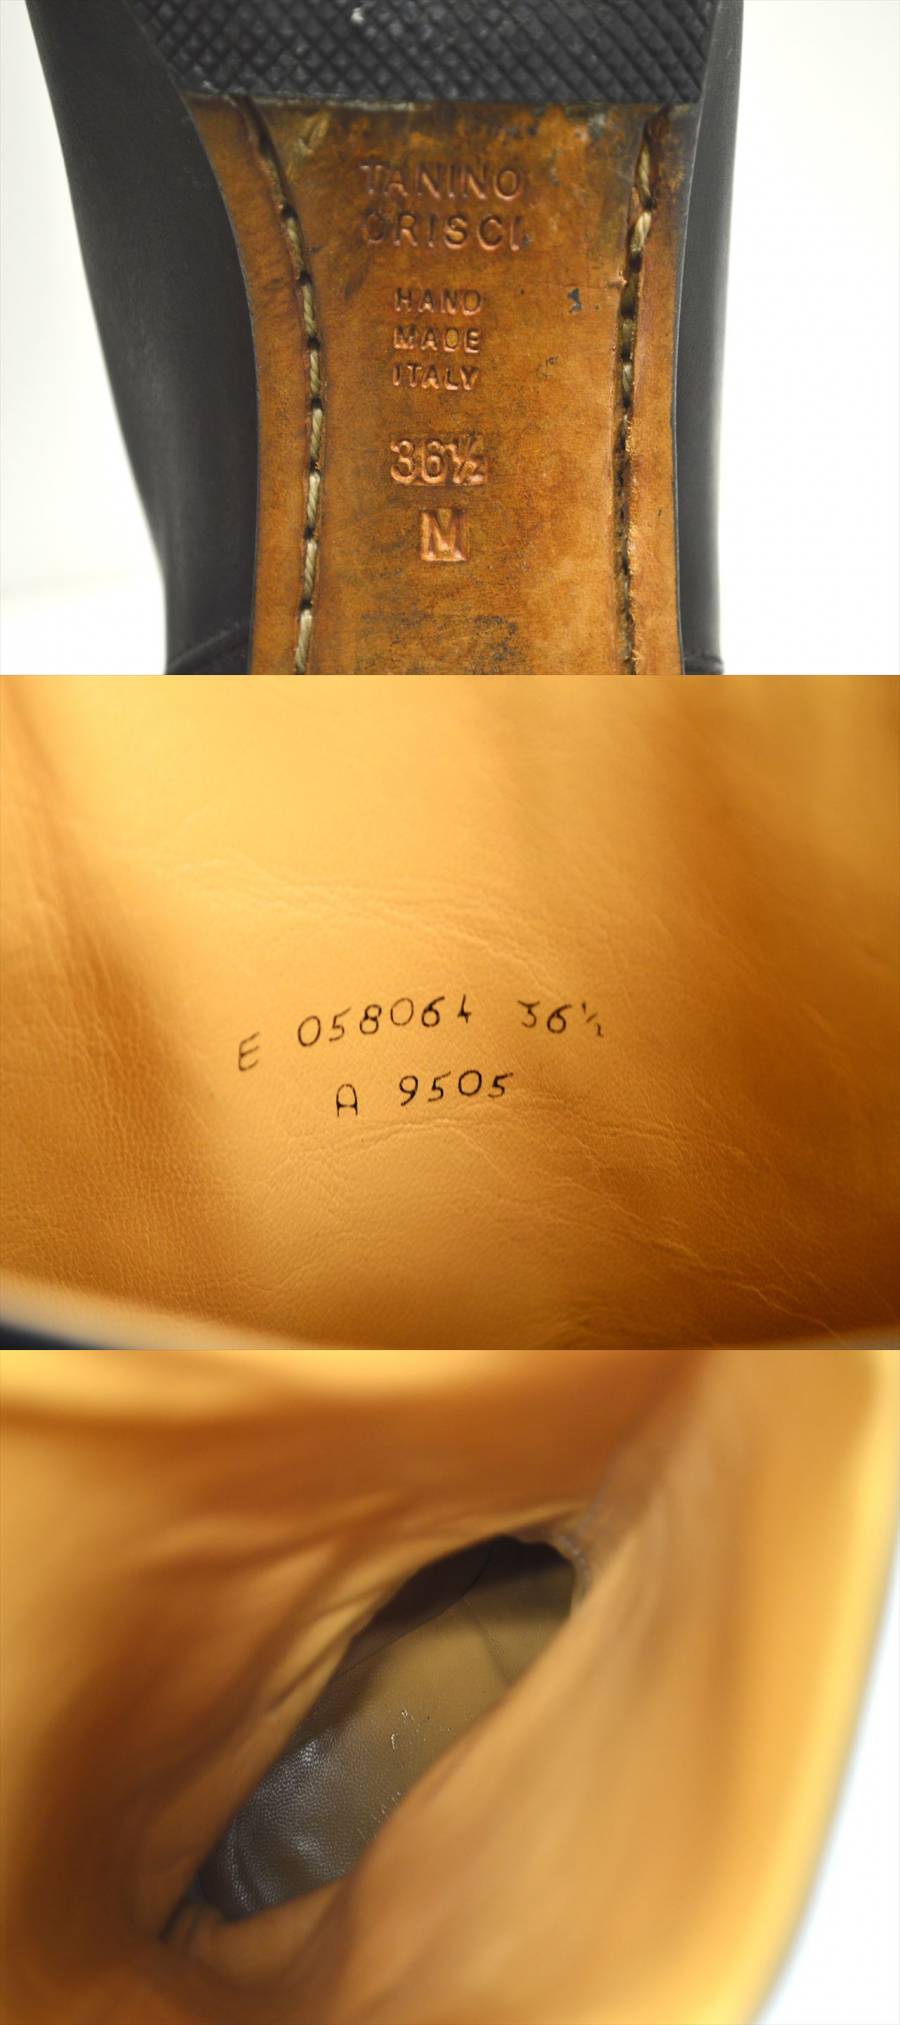 TANINO
CRISCI
HAND
MADE
ITALY
36½
M
E 058064 36½
A 9505